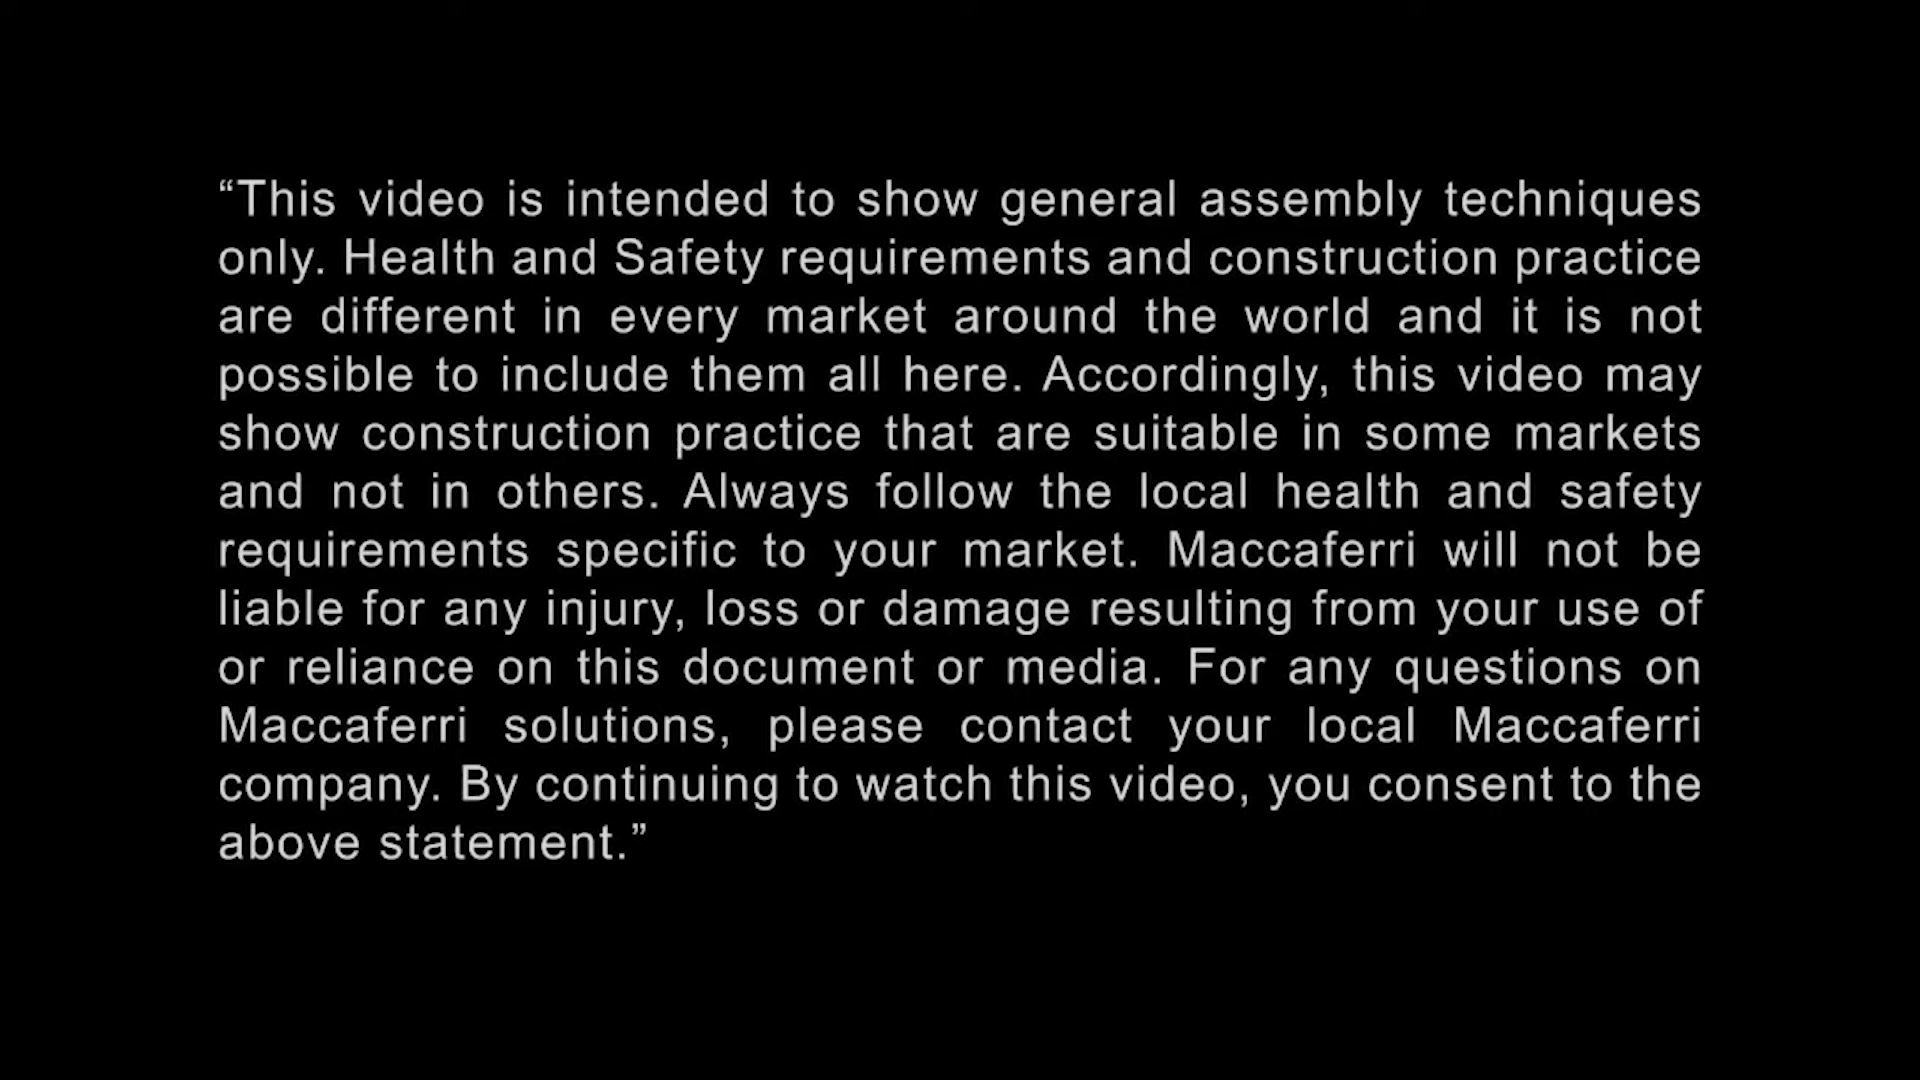 “This video is intended to show general assembly techniques
only. Health and Safety requirements and construction practice
are different in every market around the world and it is not
possible to include them all here. Accordingly, this video may
show construction practice that are suitable in some markets
and not in others. Always follow the local health and safety
requirements specific to your market. Maccaferri will not be
liable for any injury, loss or damage resulting from your use of
or reliance on this document or media. For any questions on
Maccaferri solutions, please contact your local Maccaferri
company. By continuing to watch this video, you consent to the
above statement.”